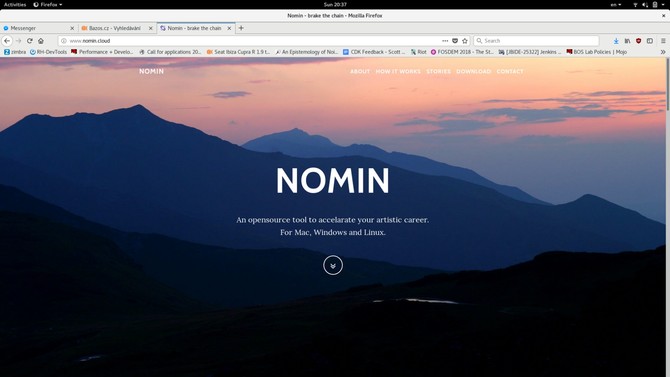 Activities Firefox Sun 20:37 en
Nomin - brake the chain - Mozilla Firefox
Messenger Bazos.cz - Vyhledávání Nomin - brake the chain
www.nomin.cloud Search
zimbra RH-DevTools Performance « Develo... Call for applications 20... Seat Ibiza Cupra R 1.9 t... An Epistemology of Noi... CDK Feedback - Scott ... Riot FOSDEM 2018 - The St... [JBIDE-25322] Jenkins ... BOS Lab Policies | Mojo
NOMIN ABOUT HOW IT WORKS STORIES DOWNLOAD CONTACT
NOMIN
An opensource tool to accelarate your artistic career.
For Mac, Windows and Linux.